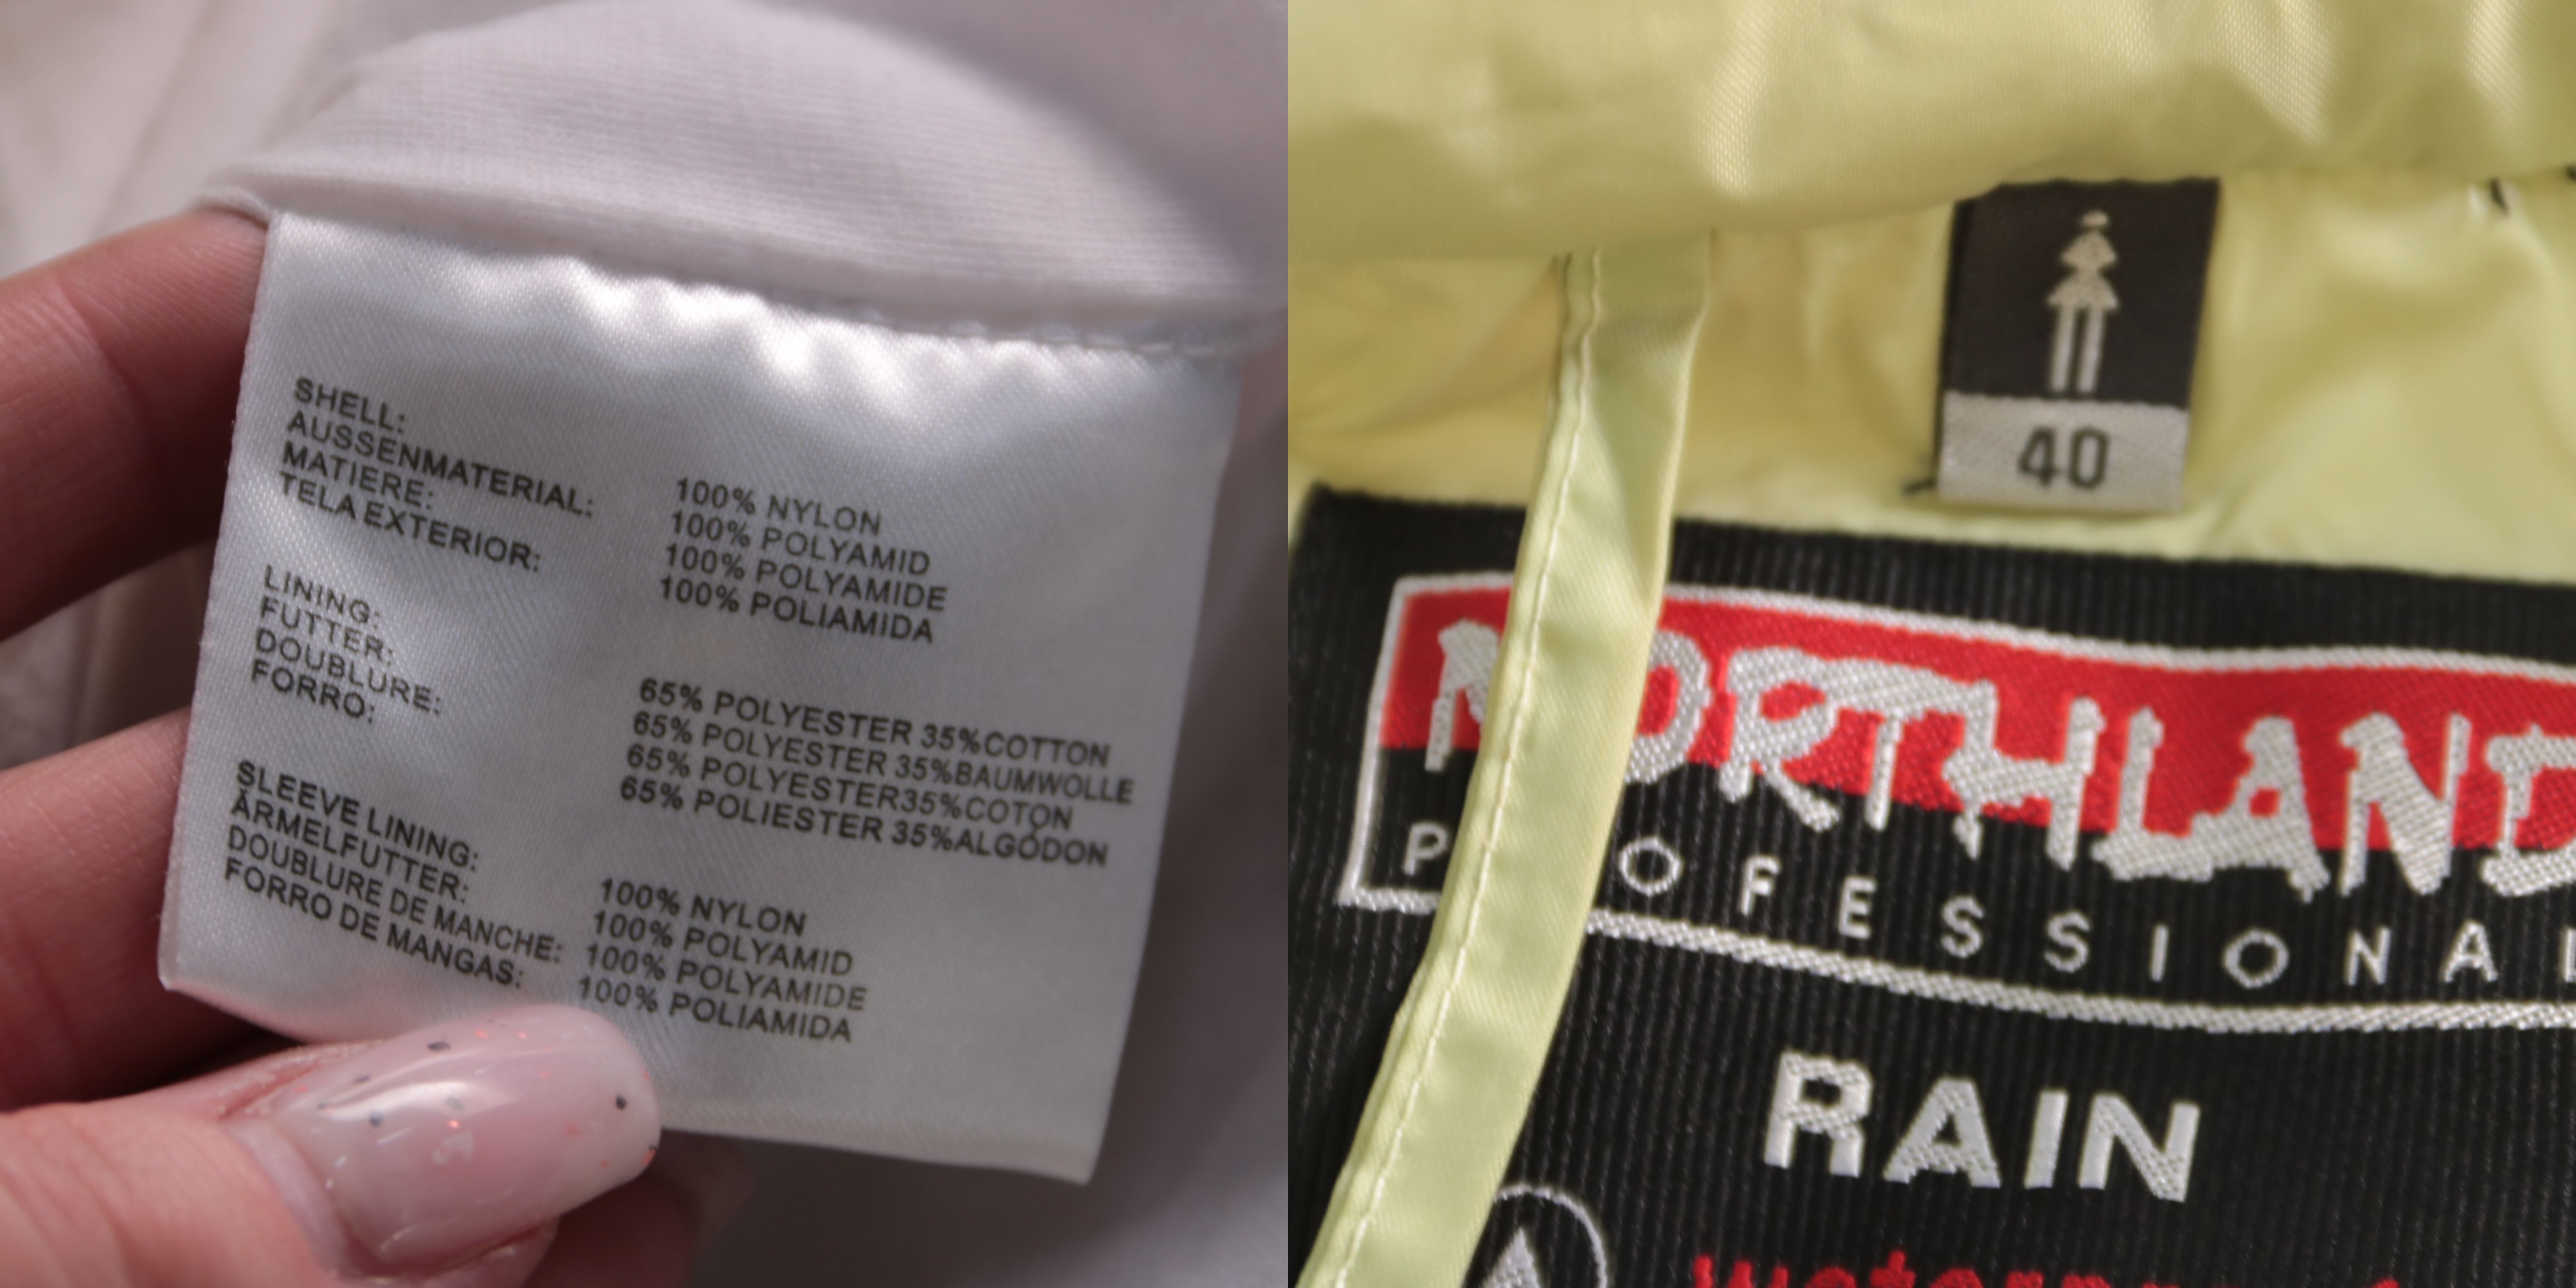 SHELL:
AUSSENMATERIAL:
MATIERE:
TELA EXTERIOR:
100% NYLON
100% POLYAMID
100% POLYAMIDE
100% POLIAMIDA
LINING:
FUTTER:
DOUBLURE:
FORRO:
65% POLYESTER 35%COTTON
65% POLYESTER 35%BAUMWOLLE
65% POLYESTER35%COTON
65% POLIESTER 35%ALGÓDON
SLEEVE LINING:
ÄRMELFUTTER:
DOUBLURE DE MANCHE:
FORRO DE MANGAS:
100% NYLON
100% POLYAMID
100% POLYAMIDE
100% POLIAMIDA
40
NORTHLAND
P OFESSIONAL
RAIN